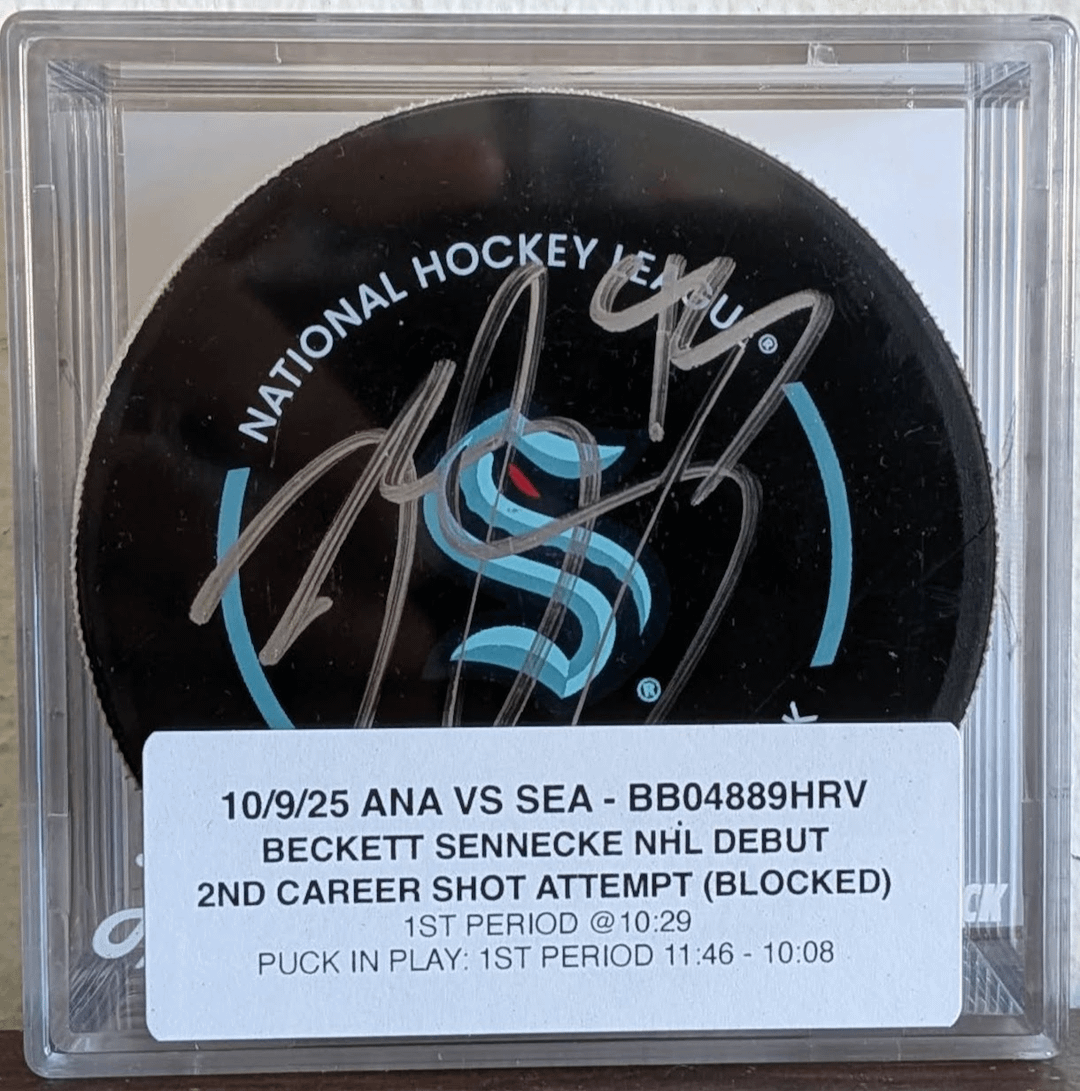 NATIONAL HOCKEY LEAGUE®
®
10/9/25 ANA VS SEA - BB04889HRV
BECKETT SENNECKE NHL DEBUT
2ND CAREER SHOT ATTEMPT (BLOCKED)
1ST PERIOD @10:29
PUCK IN PLAY: 1ST PERIOD 11:46 - 10:08